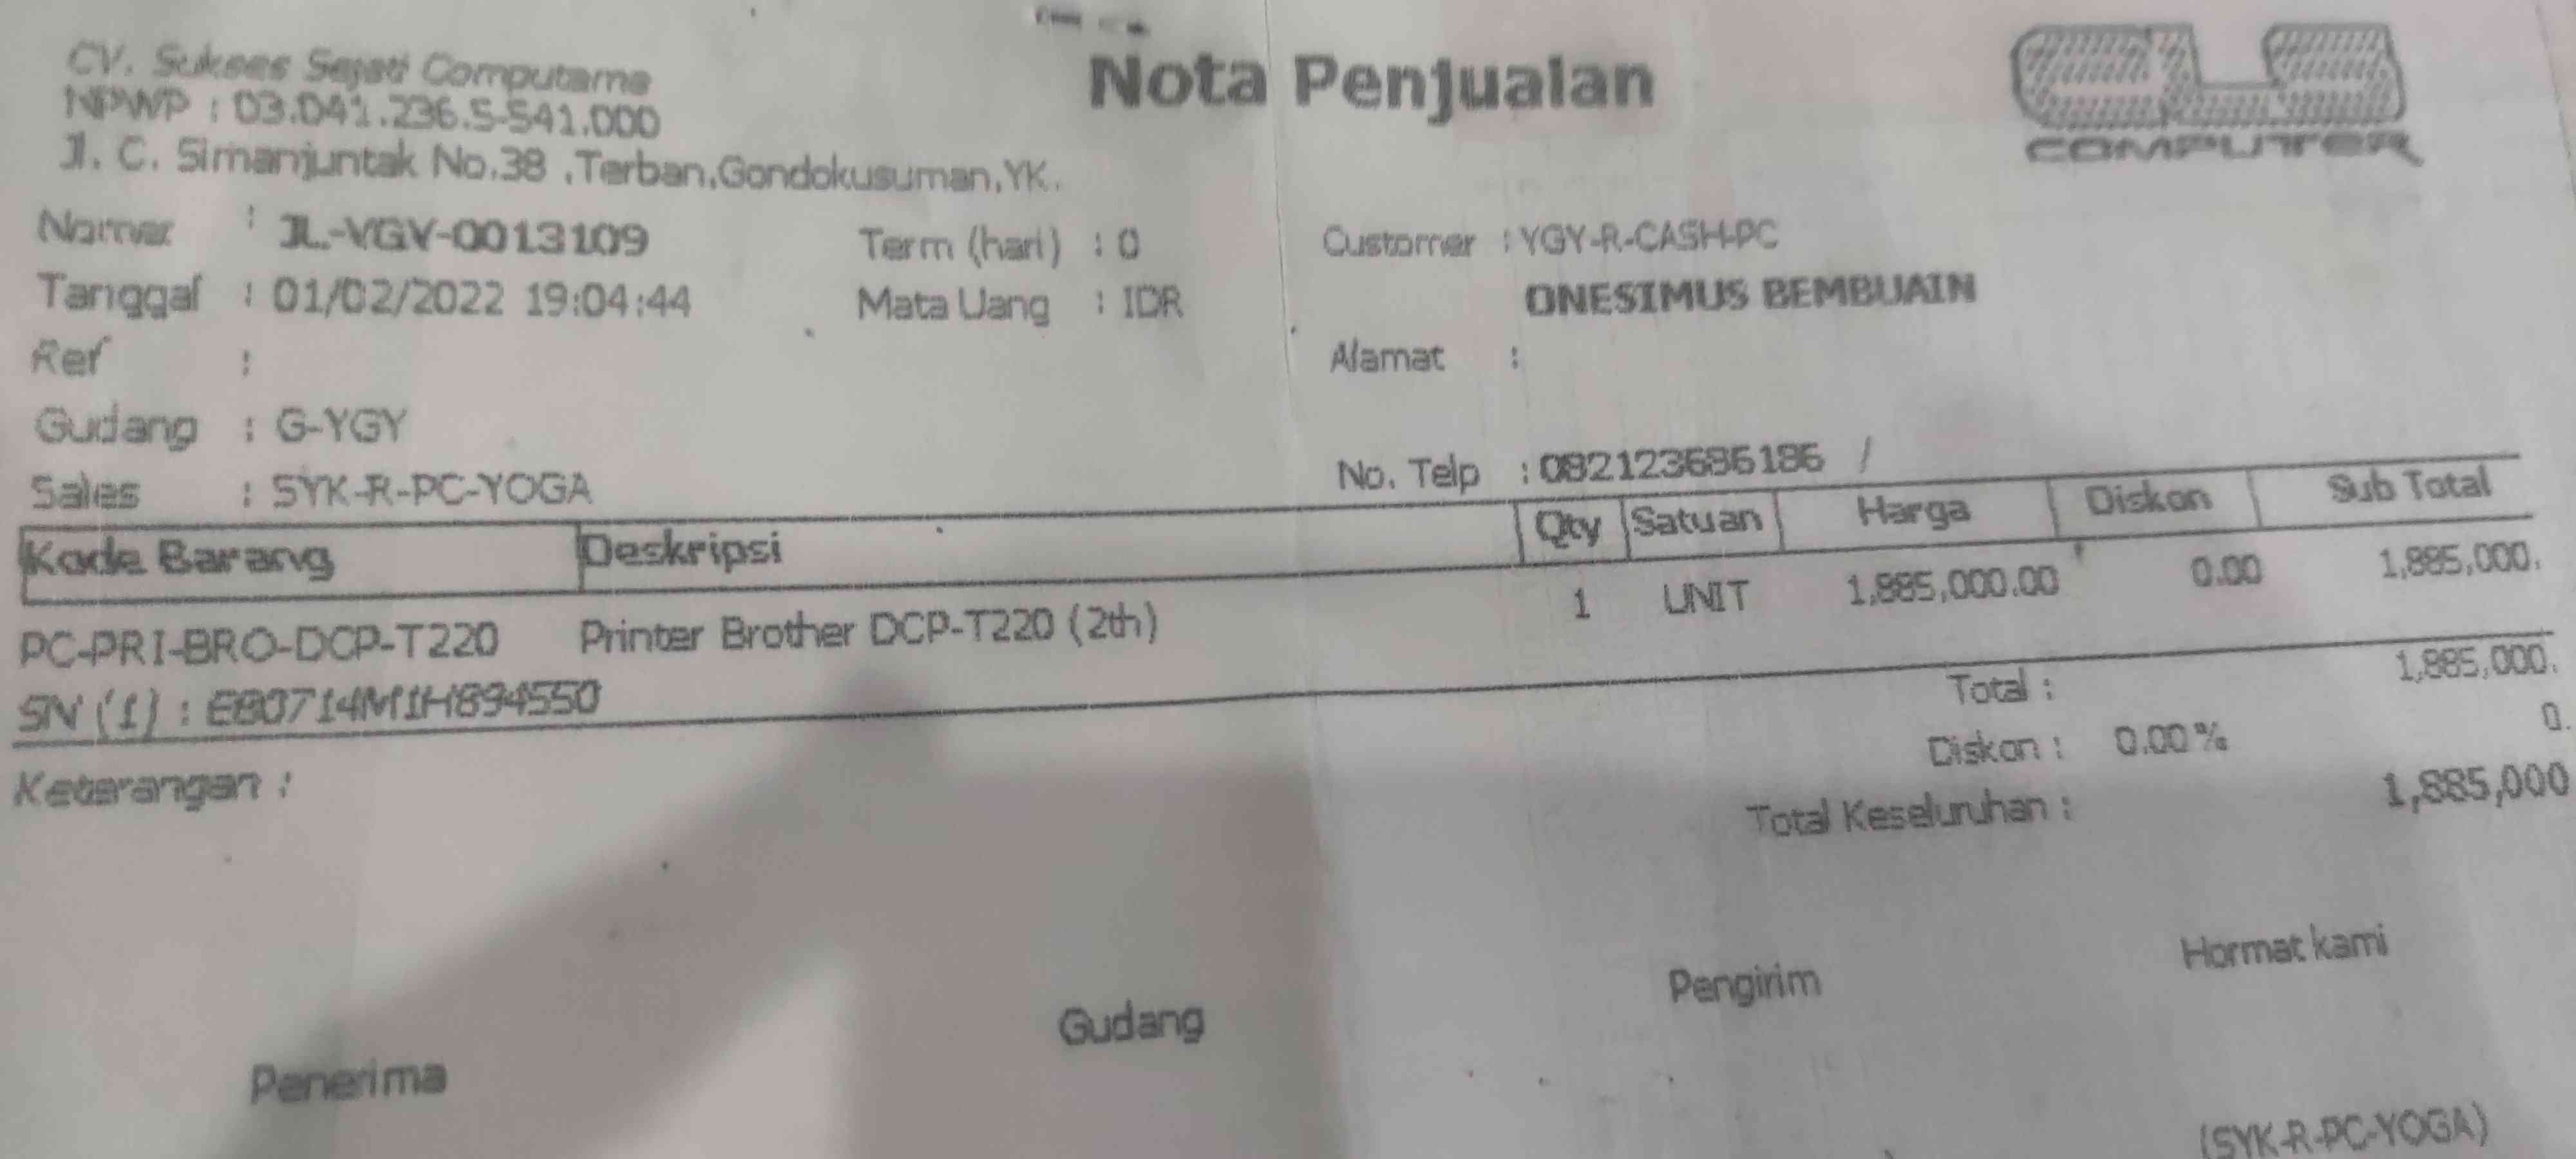 Nota Penjualan
CV. Sukses Sejati Computama
NPWP : 03.041.236.5-541.000
Jl. C. Simanjuntak No.38 ,Terban,Gondokusuman,YK.
COMPUTER
Nomor : JL-YGY-0013109 Term (hari) : 0 Customer : YGY-R-CASH-PC
Tanggal : 01/02/2022 19:04:44 Mata Uang : IDR ONESIMUS BEMBUAIN
Ref : Alamat :
Gudang : G-YGY
Sales : SYK-R-PC-YOGA No. Telp : 082123686186 /
Kode Barang Deskripsi Qty Satuan Harga Diskon Sub Total
PC-PRI-BRO-DCP-T220 Printer Brother DCP-T220 (2th) 1 UNIT 1,885,000.00 0.00 1,885,000.
SN (1) : E80714M1H894550
Total : 1,885,000.
Keterangan : Diskon : 0.00% 0.
Total Keseluruhan : 1,885,000
Penerima Gudang Pengirim Hormat kami
(SYK-R-PC-YOGA)